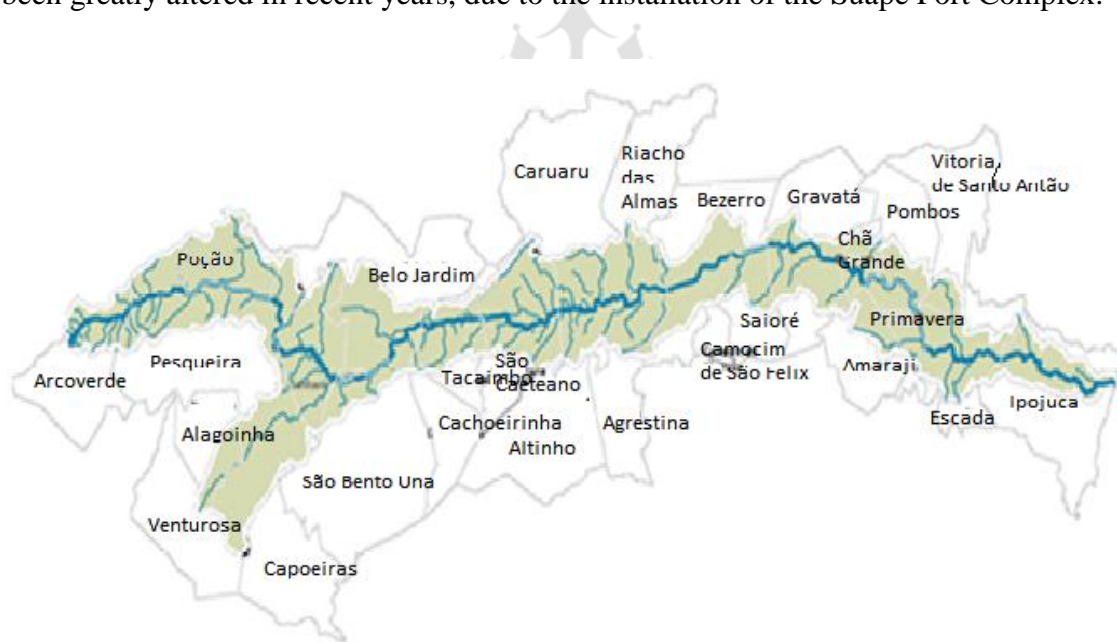 been greatly altered in recent years, due to the installation of the Suape Port Complex.
Caruaru
Riacho
das
Almas
Bezerro
Gravatá
Vitoria
de Santo Antão
Pombos
Poção
Belo Jardim
Chã
Grande
Saioré
Primavera
Arcoverde
Pesqueira
São
Tacaimbo
Caeteano
Camocim
de São Felix
Amaraji
Ipojuca
Alagoinha
Cachoeirinha
Altinho
Agrestina
Escada
São Bento Una
Venturosa
Capoeiras